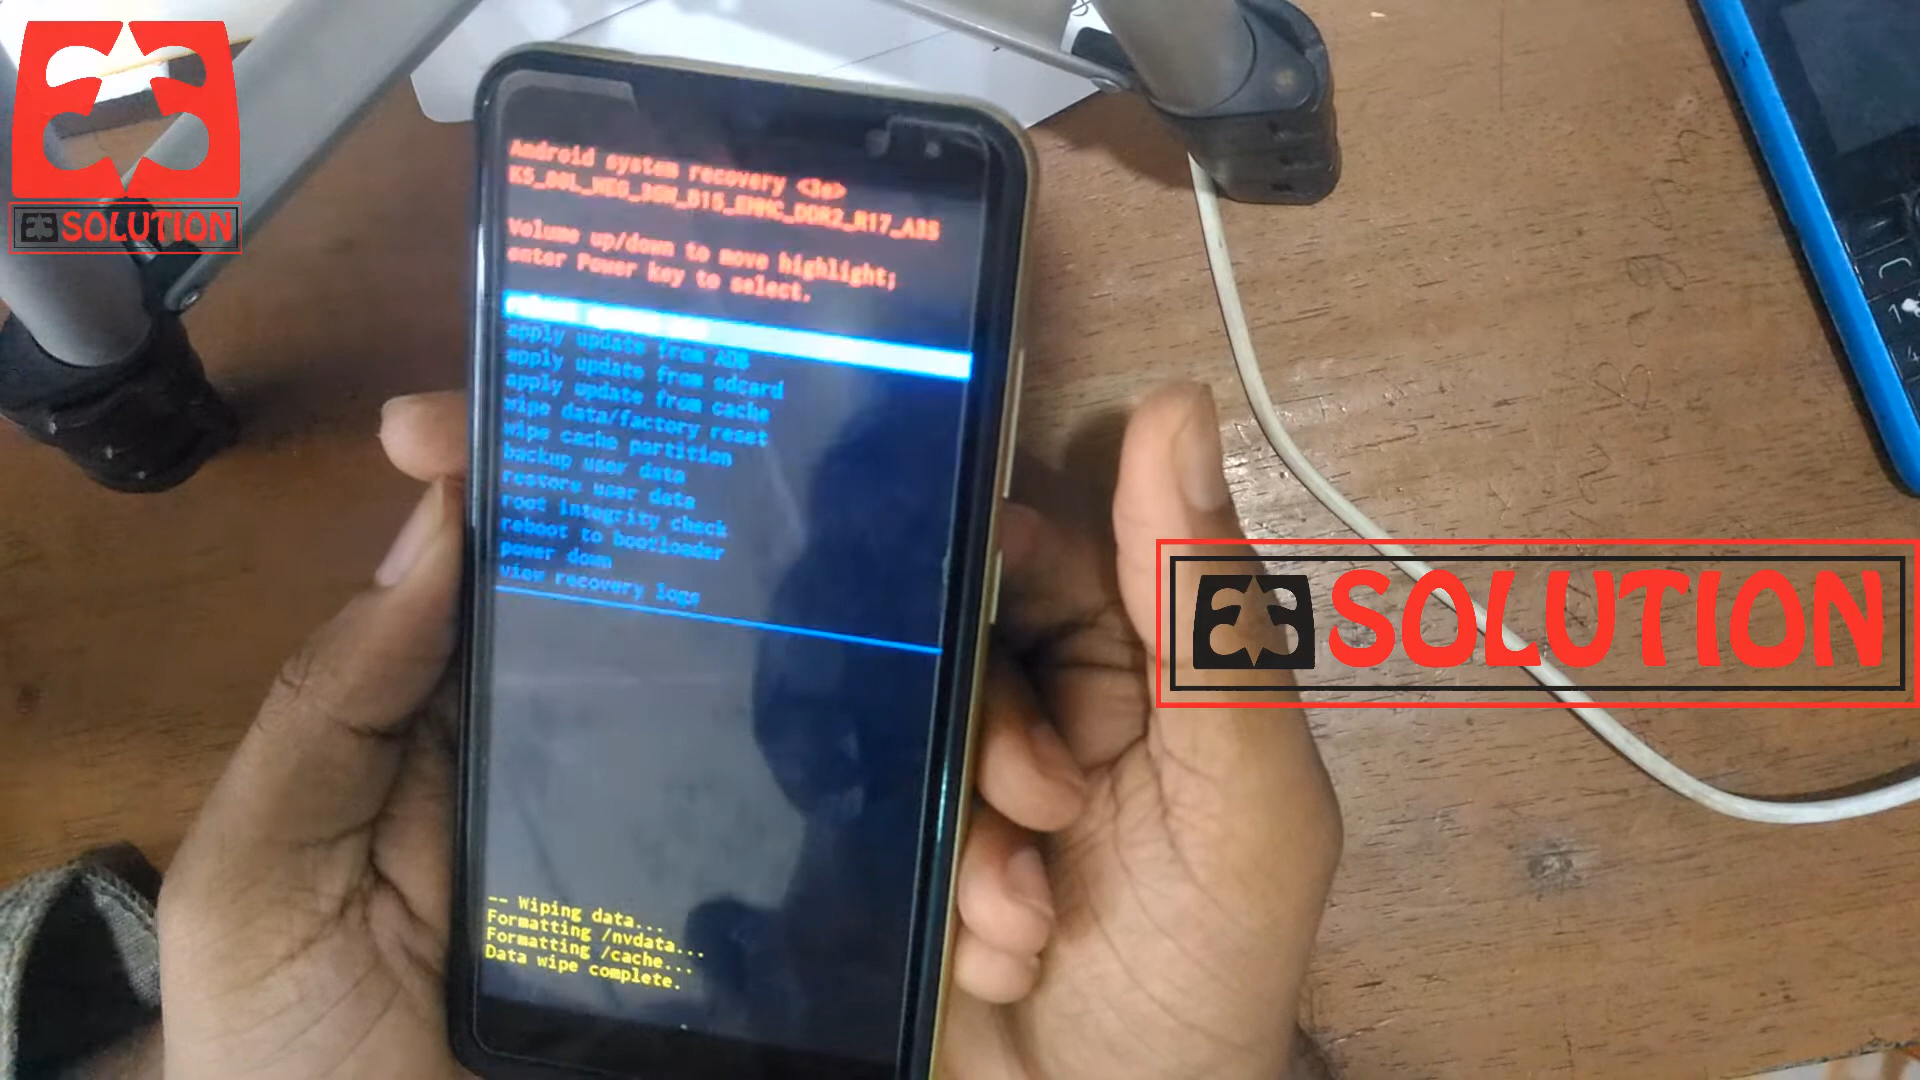 SOLUTION
Android system recovery <3e>
Volume up/down to move highlight;
enter Power key to select.
apply update from ADB
apply update from sdcard
apply update from cache
wipe data/factory reset
wipe cache partition
backup user data
restore user data
root integrity check
reboot to bootloader
power down
view recovery logs
SOLUTION
-- Wiping data...
Formatting /nvdata...
Formatting /cache...
Data wipe complete.